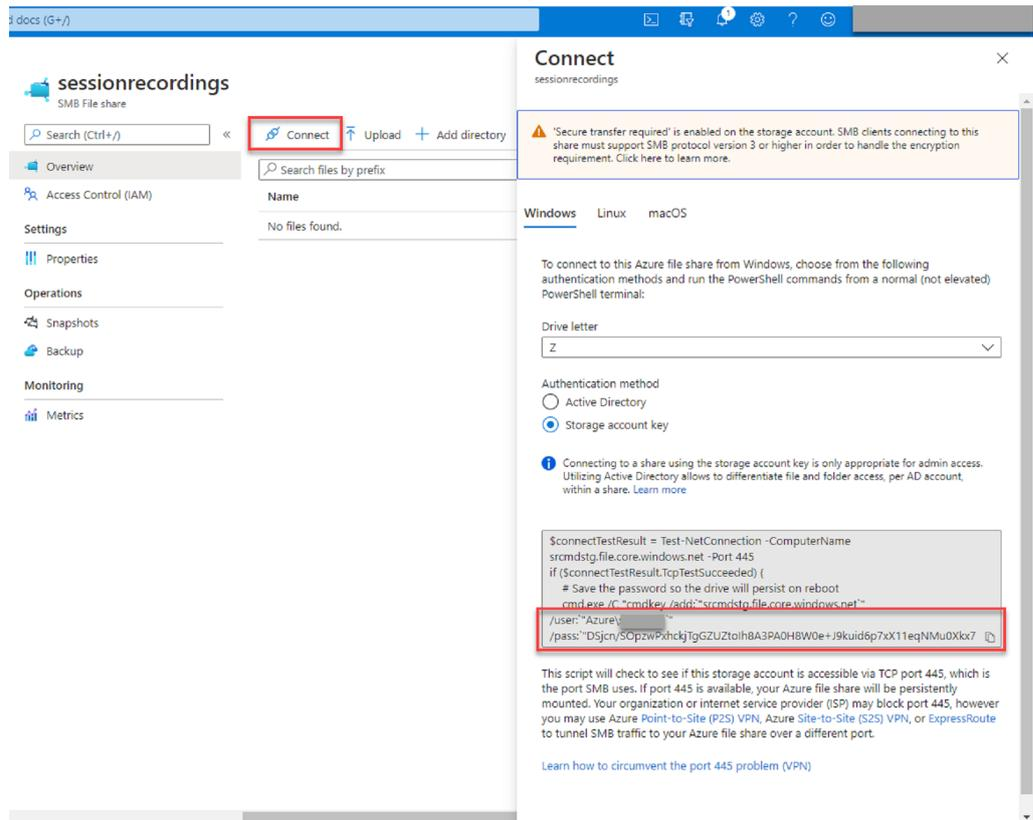 d docs (G+/)
1
sessionrecordings
SMB File share
Search (Ctrl+/)
«
Overview
Access Control (IAM)
Settings
Properties
Operations
Snapshots
Backup
Monitoring
Metrics
Connect
Upload
Add directory
Search files by prefix
Name
No files found.
Connect
sessionrecordings
'Secure transfer required' is enabled on the storage account. SMB clients connecting to this
share must support SMB protocol version 3 or higher in order to handle the encryption
requirement. Click here to learn more.
Windows Linux macOS
To connect to this Azure file share from Windows, choose from the following
authentication methods and run the PowerShell commands from a normal (not elevated)
PowerShell terminal:
Drive letter
Z
Authentication method
Active Directory
Storage account key
Connecting to a share using the storage account key is only appropriate for admin access.
Utilizing Active Directory allows to differentiate file and folder access, per AD account,
within a share. Learn more
$connectTestResult = Test-NetConnection -ComputerName
srcmdstg.file.core.windows.net -Port 445
if ($connectTestResult.TcpTestSucceeded) {
# Save the password so the drive will persist on reboot
cmd.exe /C "cmdkey /add:`"srcmdstg.file.core.windows.net`"
/user:`"Azure\
/pass:`"DSjcn/SOpzwPxhckjTgGZUZtoIh8A3PA0H8W0e+J9kuid6p7xX11eqNMu0Xkx7
This script will check to see if this storage account is accessible via TCP port 445, which is
the port SMB uses. If port 445 is available, your Azure file share will be persistently
mounted. Your organization or internet service provider (ISP) may block port 445, however
you may use Azure Point-to-Site (P2S) VPN, Azure Site-to-Site (S2S) VPN, or ExpressRoute
to tunnel SMB traffic to your Azure file share over a different port.
Learn how to circumvent the port 445 problem (VPN)